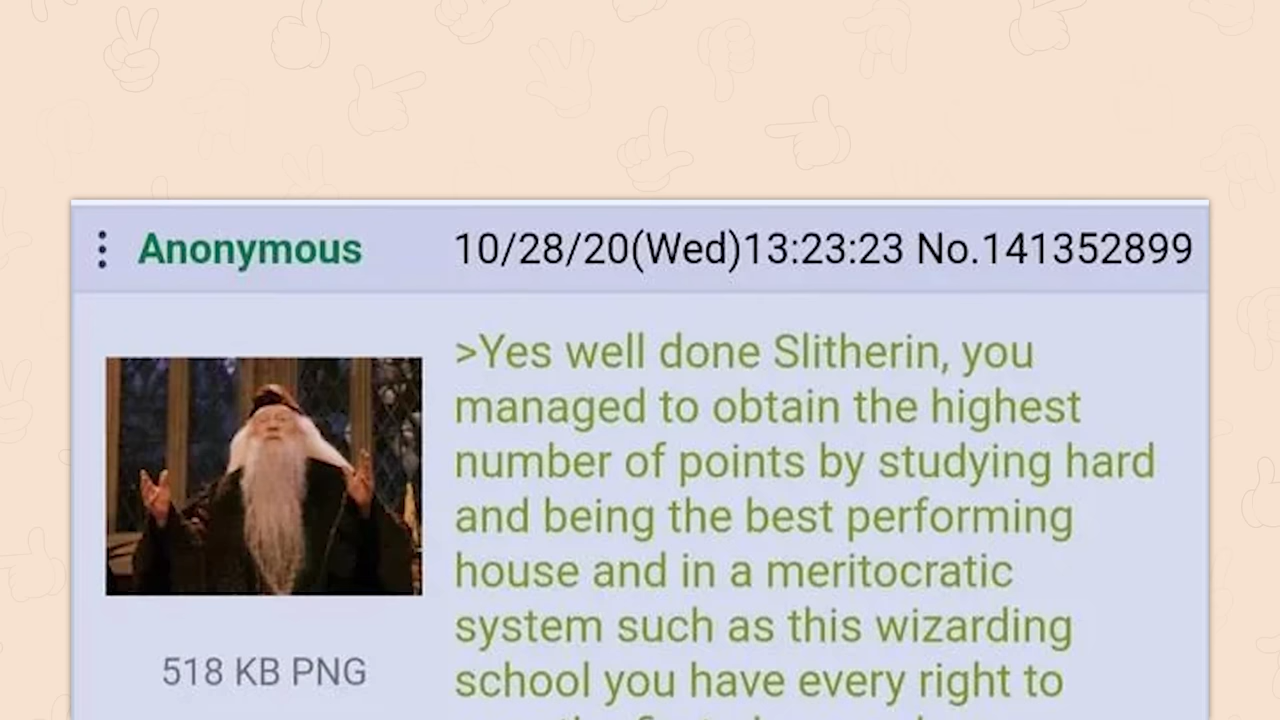 Anonymous 10/28/20(Wed)13:23:23 No.141352899
>Yes well done Slitherin, you
managed to obtain the highest
number of points by studying hard
and being the best performing
house and in a meritocratic
system such as this wizarding
school you have every right to
518 KB PNG